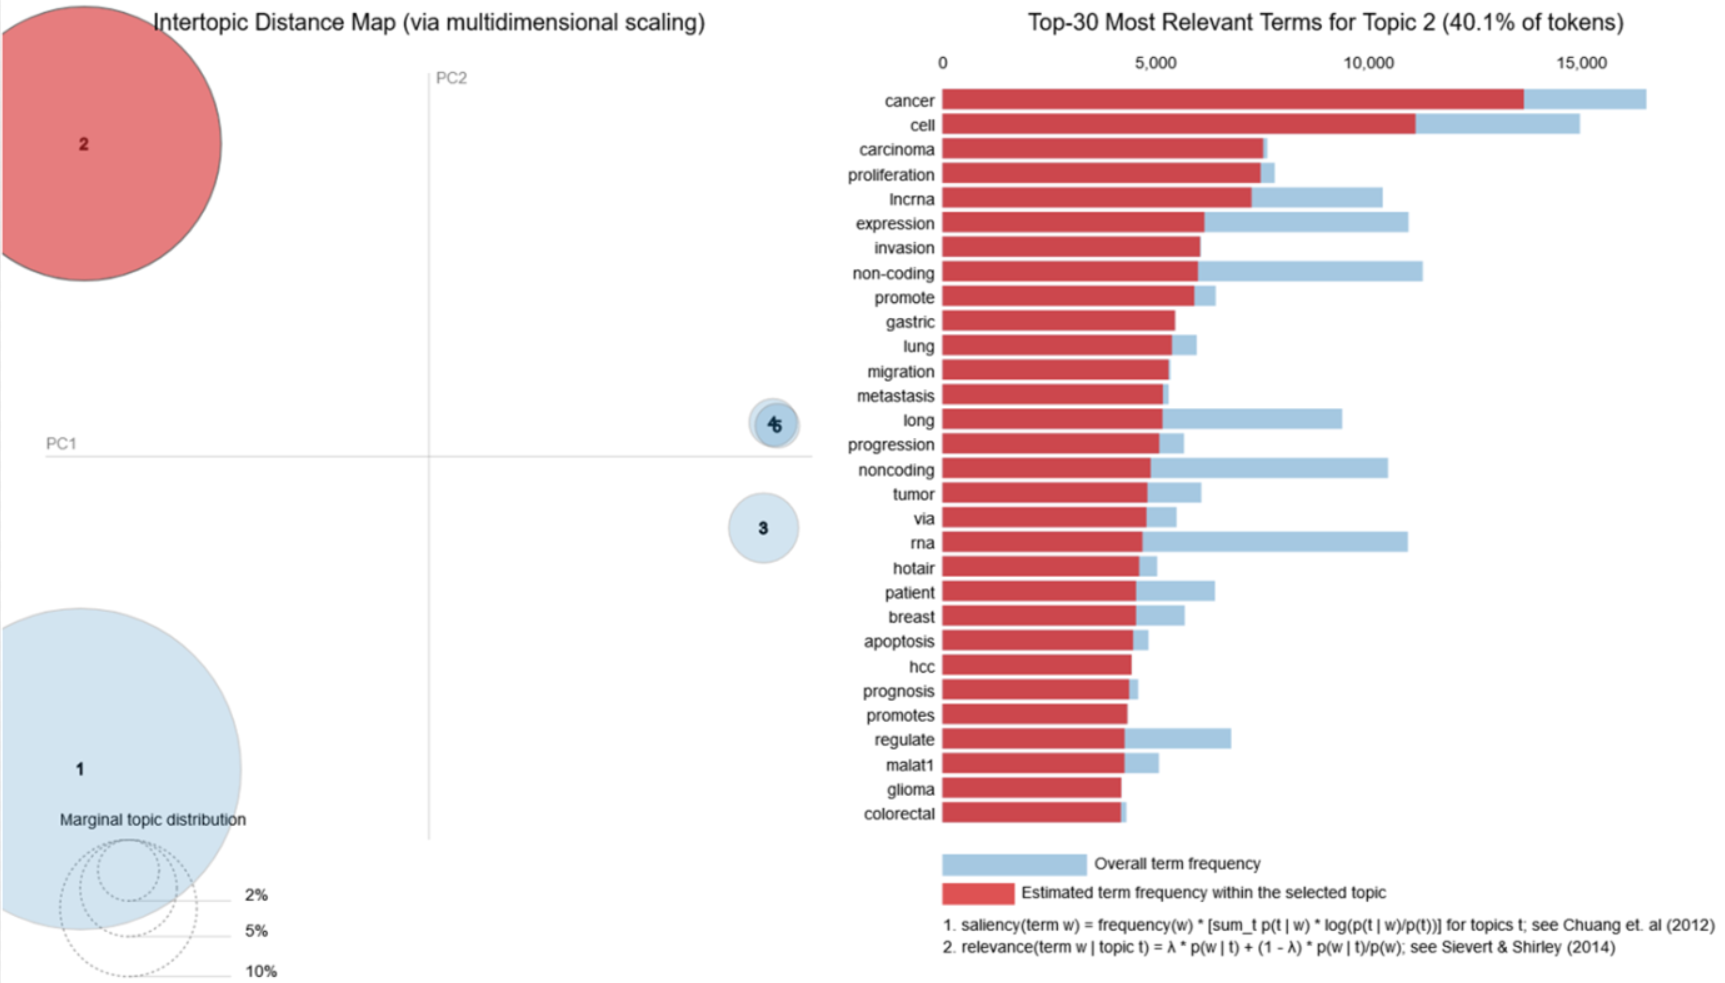 Intertopic Distance Map (via multidimensional scaling)
PC2
2
4
5
PC1
3
1
Marginal topic distribution
2%
5%
10%
Top-30 Most Relevant Terms for Topic 2 (40.1% of tokens)
0 5,000 10,000 15,000
cancer
cell
carcinoma
proliferation
lncrna
expression
invasion
non-coding
promote
gastric
lung
migration
metastasis
long
progression
noncoding
tumor
via
rna
hotair
patient
breast
apoptosis
hcc
prognosis
promotes
regulate
malat1
glioma
colorectal
Overall term frequency
Estimated term frequency within the selected topic
1. saliency(term w) = frequency(w) * [sum_t p(t | w) * log(p(t | w)/p(t))] for topics t; see Chuang et. al (2012)
2. relevance(term w | topic t) = λ * p(w | t) + (1 - λ) * p(w | t)/p(w); see Sievert & Shirley (2014)